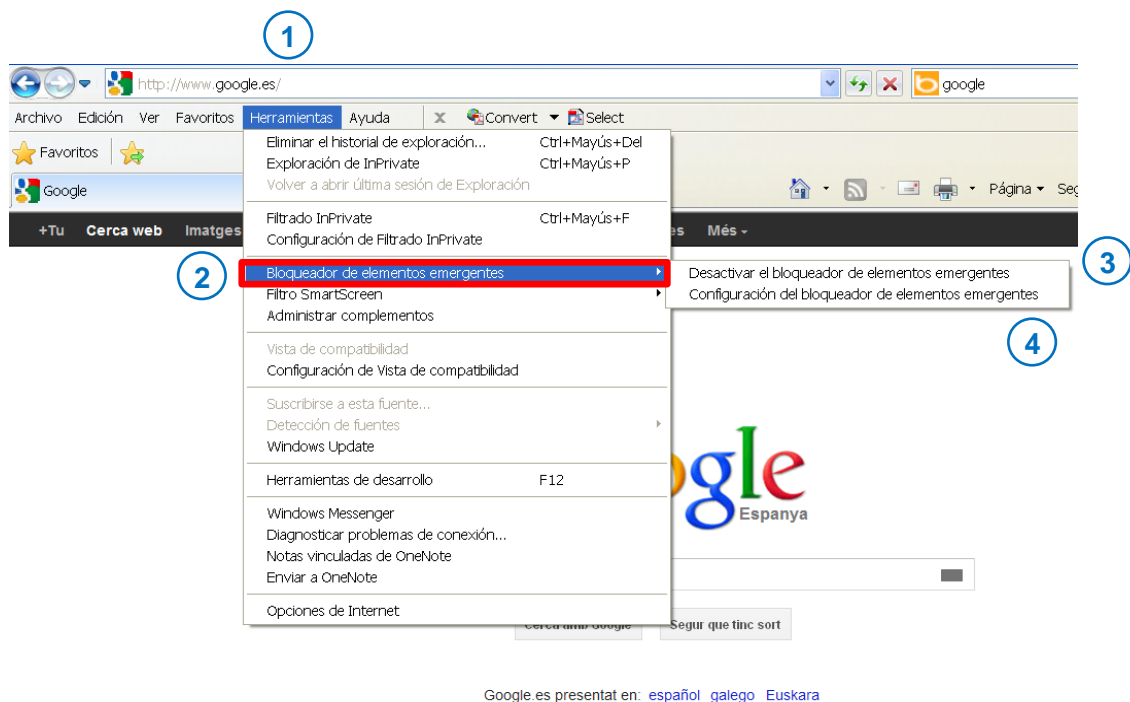 1
http://www.google.es/
google
Archivo Edición Ver Favoritos Herramientas Ayuda X Convert Select
Favoritos
Google
Página
+Tu Cerca web Imatges
Més
Eliminar el historial de exploración... Ctrl+Mayús+Del
Exploración de InPrivate Ctrl+Mayús+P
Volver a abrir última sesión de Exploración
Filtrado InPrivate Ctrl+Mayús+F
Configuración de Filtrado InPrivate
2
Bloqueador de elementos emergentes
Desactivar el bloqueador de elementos emergentes
3
Filtro SmartScreen
Configuración del bloqueador de elementos emergentes
Administrar complementos
4
Vista de compatibilidad
Configuración de Vista de compatibilidad
Suscribirse a esta fuente...
Detección de fuentes
Windows Update
Herramientas de desarrollo F12
Windows Messenger
Espanya
Diagnosticar problemas de conexión...
Notas vinculadas de OneNote
Enviar a OneNote
Opciones de Internet
Segur que tinc sort
Google.es presentat en: español galego Euskara